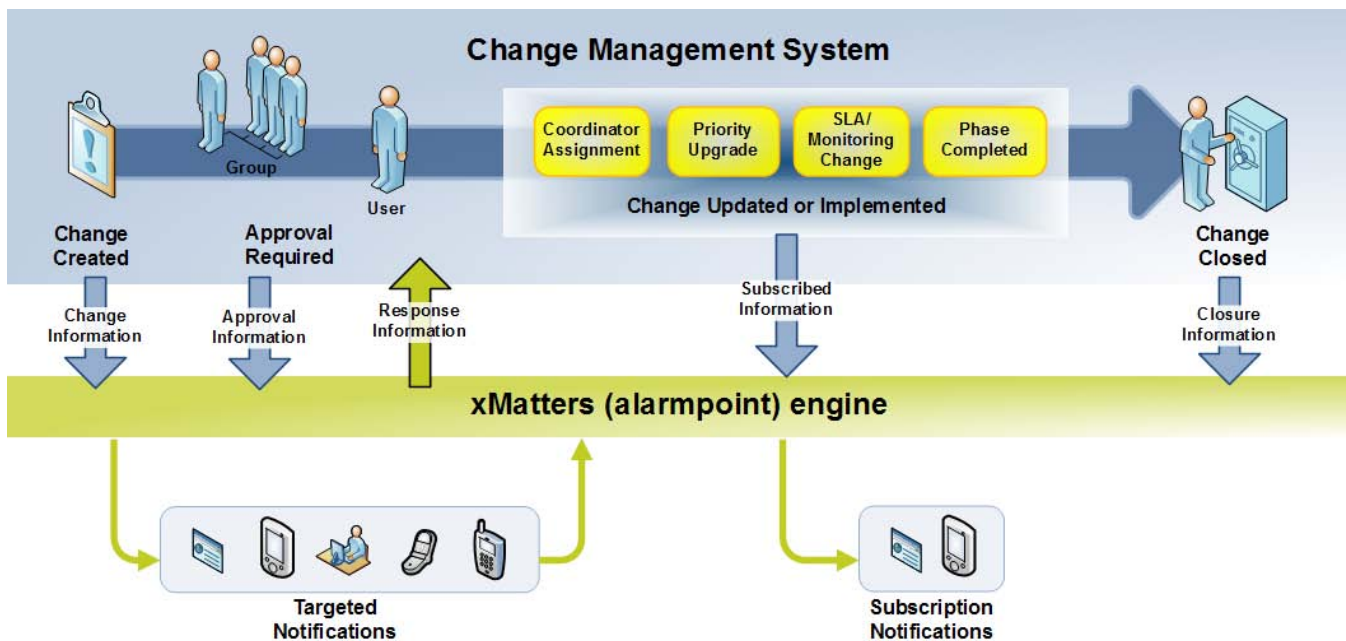 Change Management System
Coordinator
Assignment
Priority
Upgrade
SLA/
Monitoring
Change
Phase
Completed
Group
User
Change Updated or Implemented
Change
Created
Approval
Required
Change
Closed
Change
Information
Approval
Information
Response
Information
Subscribed
Information
Closure
Information
xMatters (alarmpoint) engine
Targeted
Notifications
Subscription
Notifications